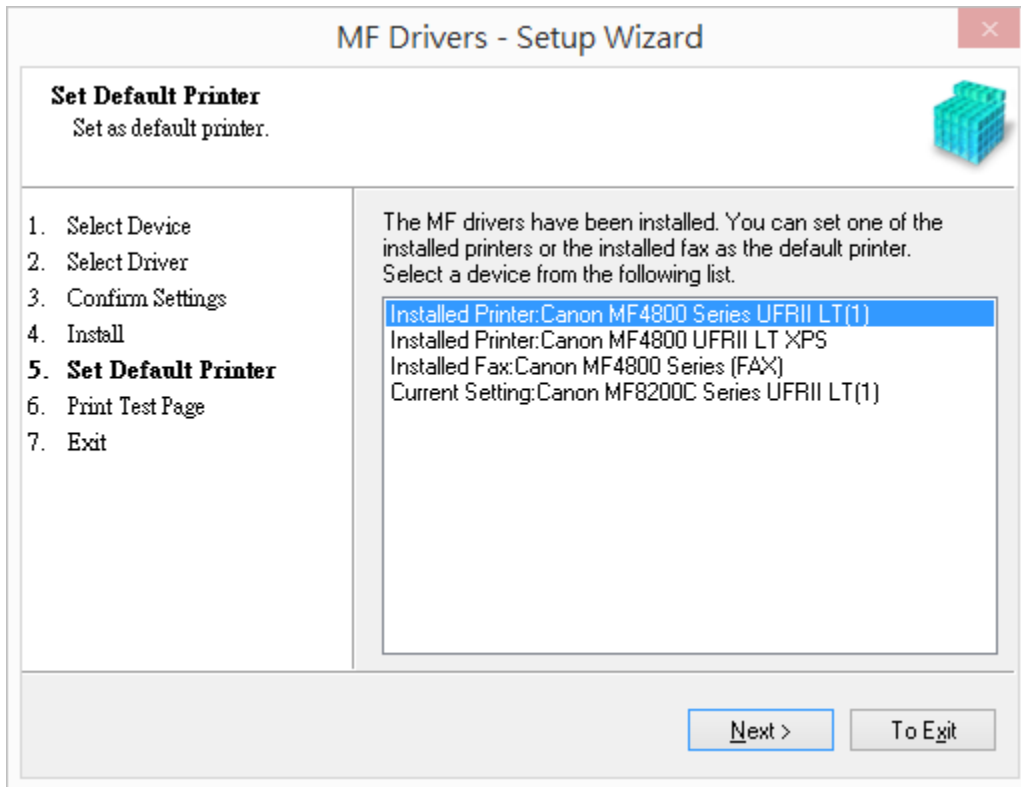 MF Drivers - Setup Wizard
Set Default Printer
Set as default printer.
1. Select Device
2. Select Driver
3. Confirm Settings
4. Install
5. Set Default Printer
6. Print Test Page
7. Exit
The MF drivers have been installed. You can set one of the
installed printers or the installed fax as the default printer.
Select a device from the following list.
Installed Printer:Canon MF4800 Series UFRII LT(1)
Installed Printer:Canon MF4800 UFRII LT XPS
Installed Fax:Canon MF4800 Series (FAX)
Current Setting:Canon MF8200C Series UFRII LT(1)
Next >
To Exit